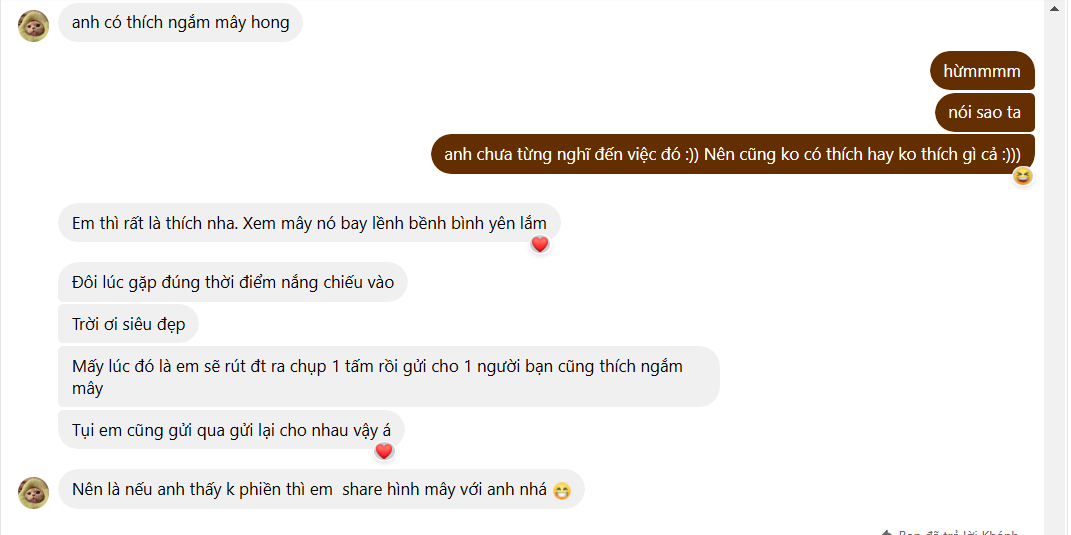 anh có thích ngắm mây hong
hừmmmm
nói sao ta
anh chưa từng nghĩ đến việc đó :)) Nên cũng ko có thích hay ko thích gì cả :)))
Em thì rất là thích nha. Xem mây nó bay lềnh bềnh bình yên lắm
Đôi lúc gặp đúng thời điểm nắng chiếu vào
Trời ơi siêu đẹp
Mấy lúc đó là em sẽ rút đt ra chụp 1 tấm rồi gửi cho 1 người bạn cũng thích ngắm
mây
Tụi em cũng gửi qua gửi lại cho nhau vậy á
Nên là nếu anh thấy k phiền thì em share hình mây với anh nhá 😁
Bạn đã trả lời Khánh